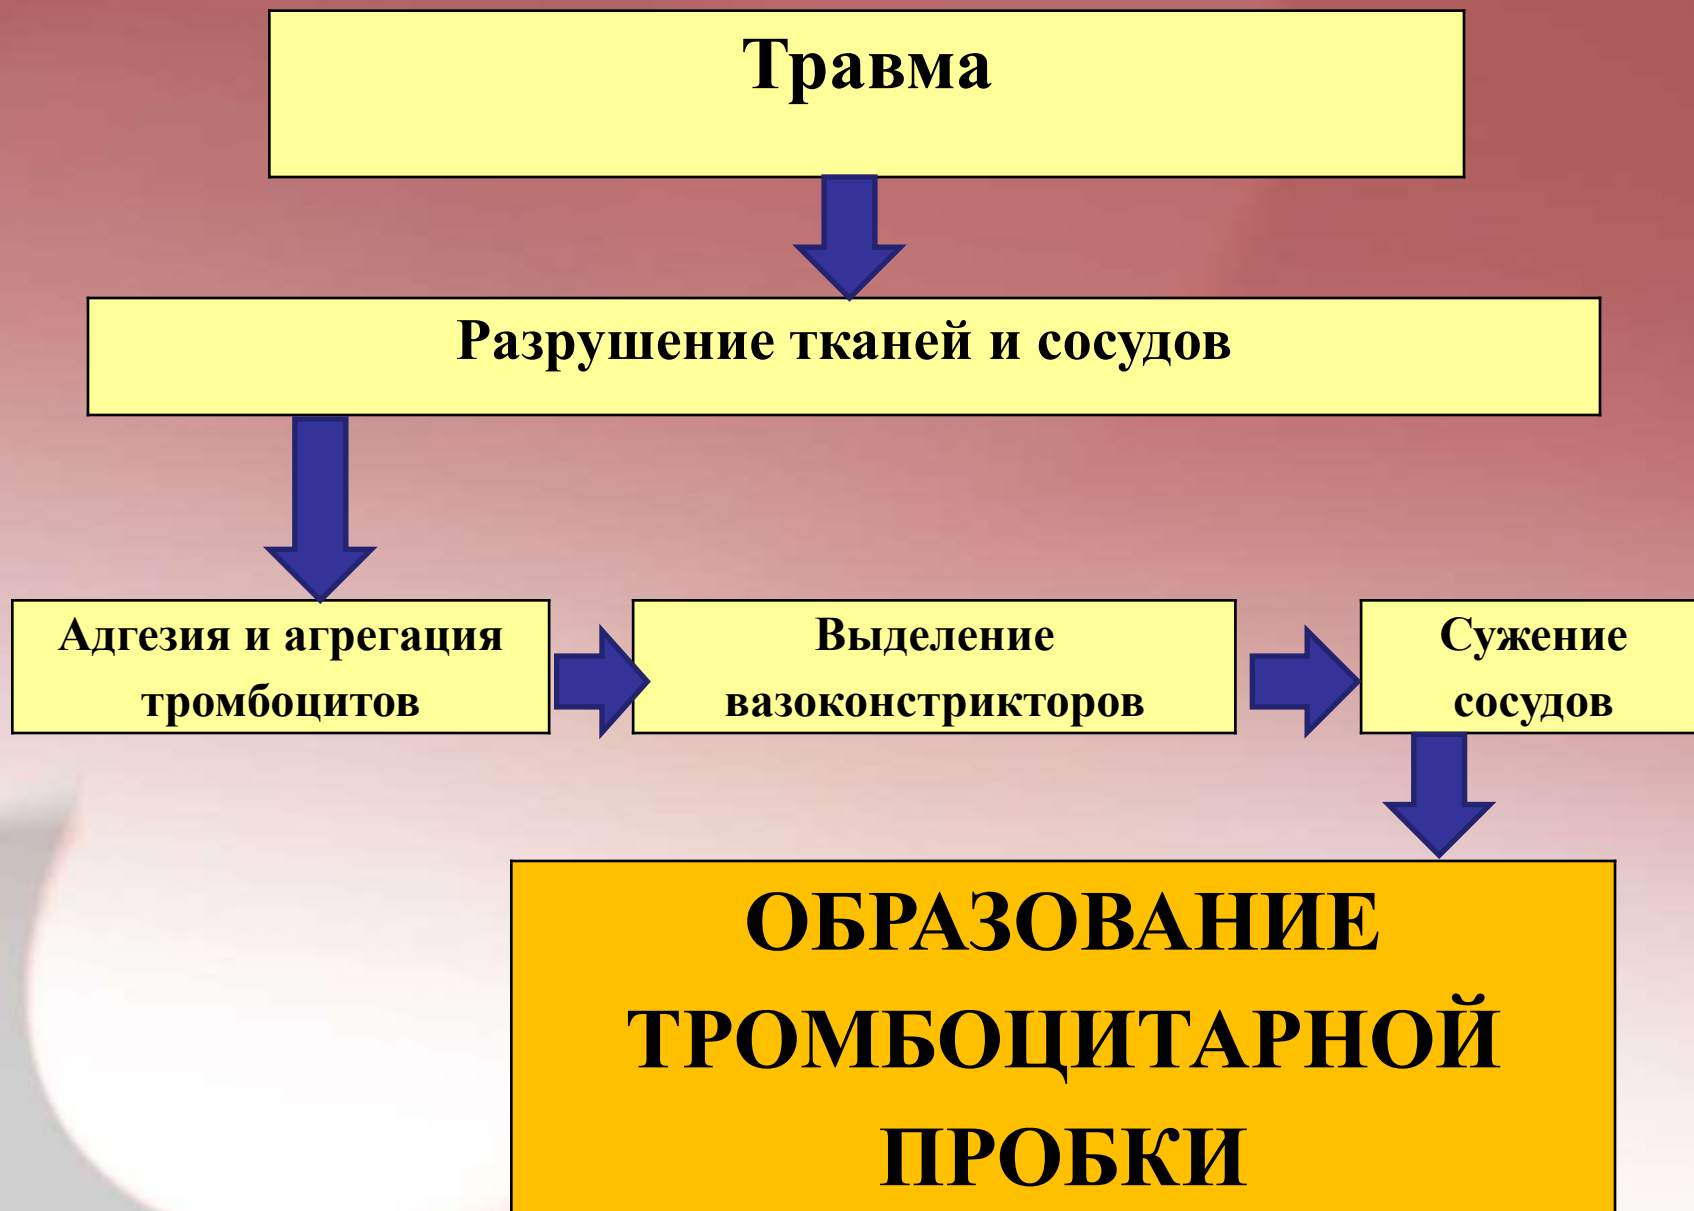 Травма
Разрушение тканей и сосудов
Адгезия и агрегация
тромбоцитов
Выделение
вазоконстрикторов
Сужение
сосудов
ОБРАЗОВАНИЕ
ТРОМБОЦИТАРНОЙ
ПРОБКИ